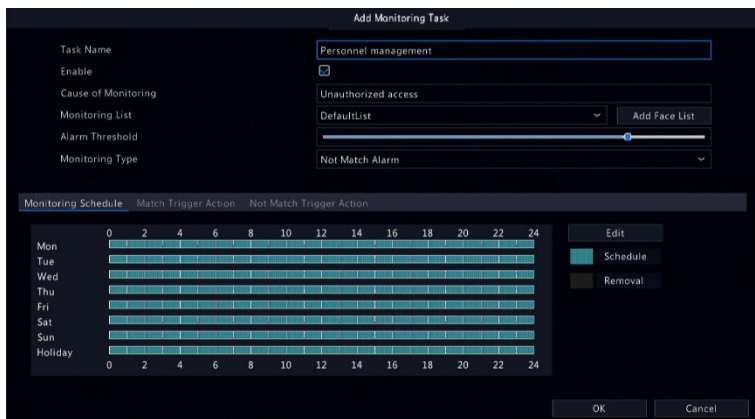 Add Monitoring Task
Task Name Personnel management
Enable
Cause of Monitoring Unauthorized access
Monitoring List DefaultList Add Face List
Alarm Threshold
Monitoring Type Not Match Alarm
Monitoring Schedule Match Trigger Action Not Match Trigger Action
0 2 4 6 8 10 12 14 16 18 20 22 24 Edit
Mon
Tue Schedule
Wed
Thu Removal
Fri
Sat
Sun
Holiday
0 2 4 6 8 10 12 14 16 18 20 22 24
OK Cancel